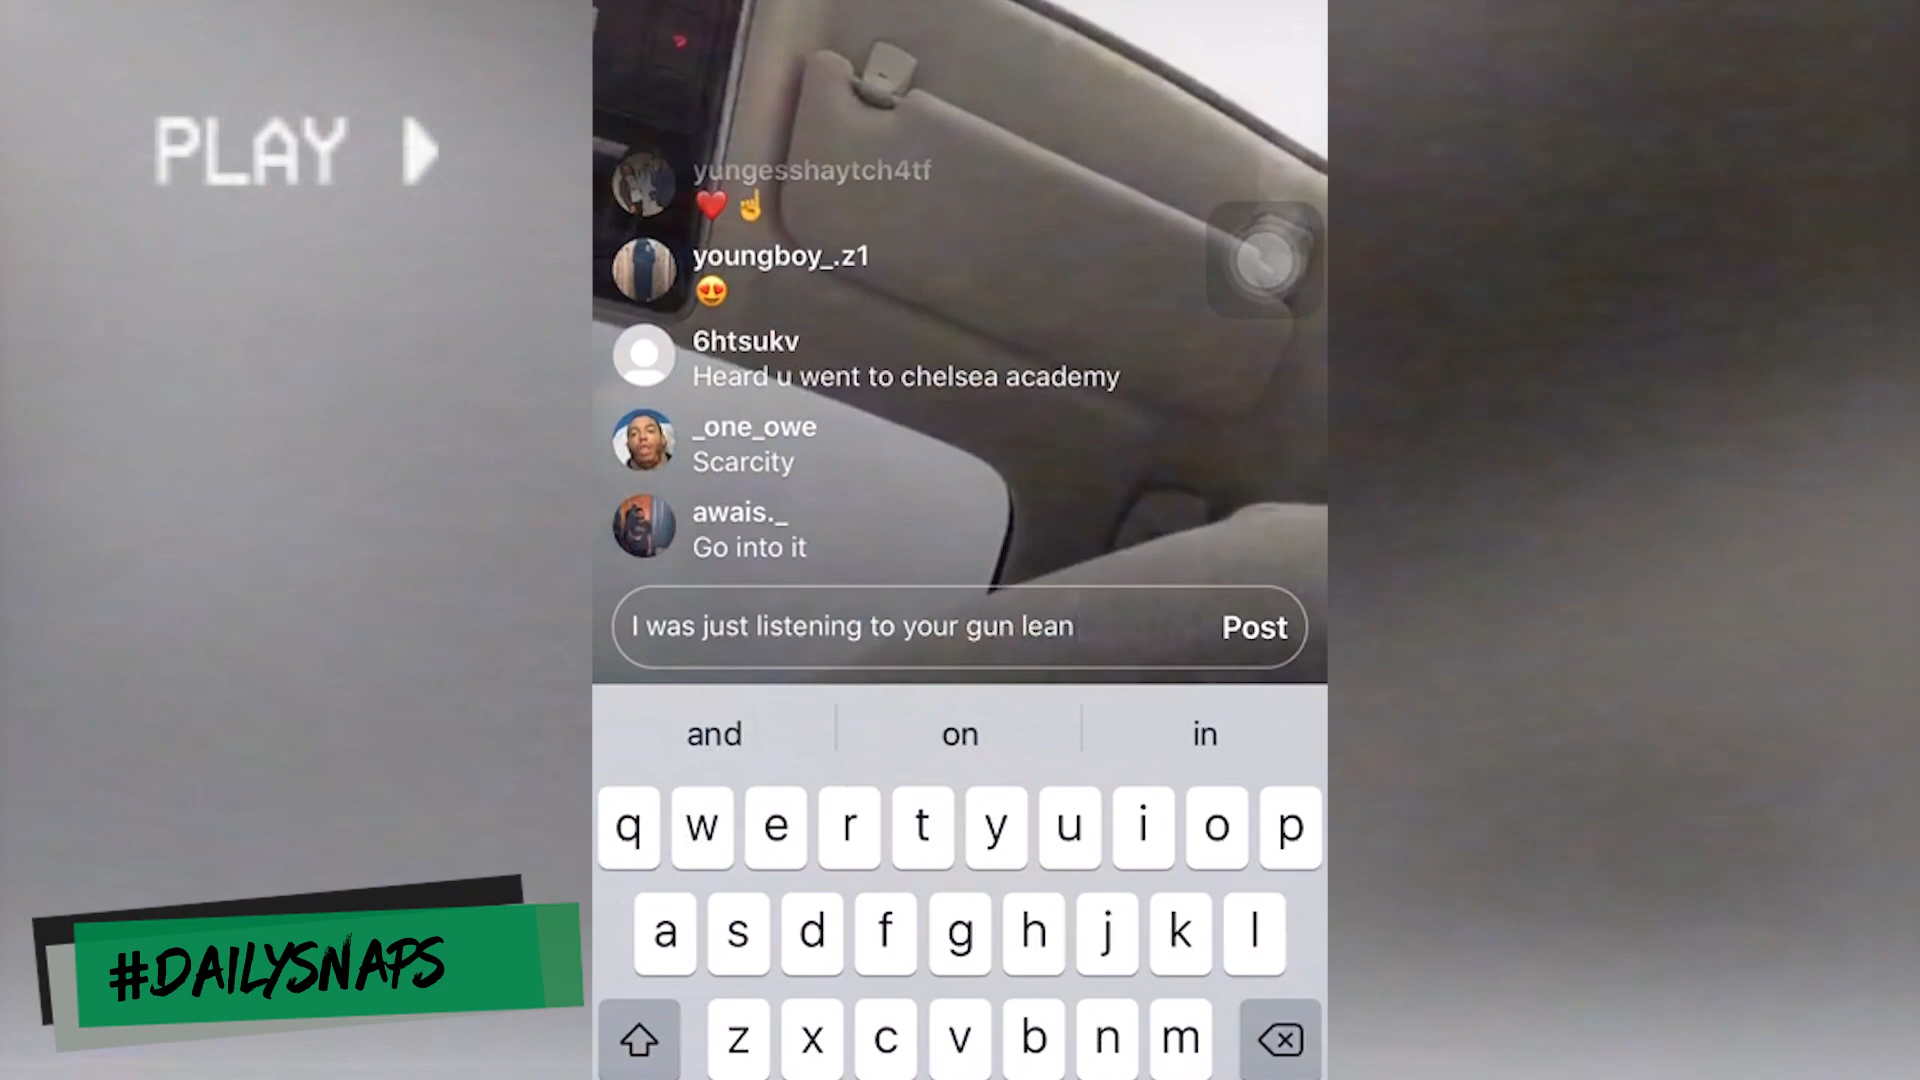 PLAY
yungesshaytch4tf
❤️ ☝️
youngboy_.z1
😍
6htsukv
Heard u went to chelsea academy
_one_owe
Scarcity
awais._
Go into it
I was just listening to your gun lean
Post
and on in
q w e r t y u i o p
a s d f g h j k l
z x c v b n m
#DAILYSNAPS